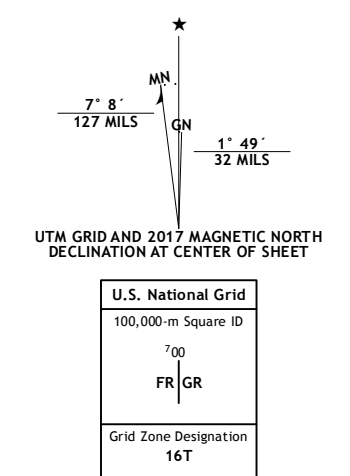 ★
MN
7° 8´
127 MILS
GN
1° 49´
32 MILS
UTM GRID AND 2017 MAGNETIC NORTH
DECLINATION AT CENTER OF SHEET
U.S. National Grid
100,000-m Square ID
⁷00
FR GR
Grid Zone Designation
16T